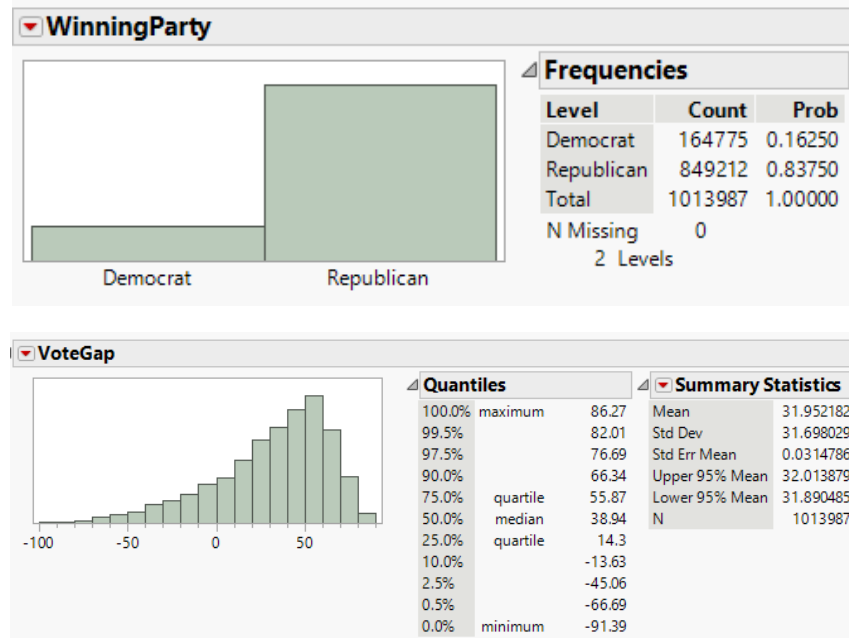 WinningParty
Democrat Republican
Frequencies
Level Count Prob
Democrat 164775 0.16250
Republican 849212 0.83750
Total 1013987 1.00000
N Missing 0
2 Levels
VoteGap
-100 -50 0 50
Quantiles
100.0% maximum 86.27
99.5% 82.01
97.5% 76.69
90.0% 66.34
75.0% quartile 55.87
50.0% median 38.94
25.0% quartile 14.3
10.0% -13.63
2.5% -45.06
0.5% -66.69
0.0% minimum -91.39
Summary Statistics
Mean 31.952182
Std Dev 31.698029
Std Err Mean 0.0314786
Upper 95% Mean 32.013879
Lower 95% Mean 31.890485
N 1013987